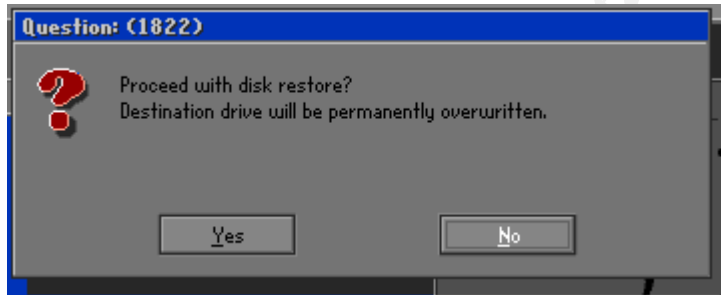 Question: (1822)
Proceed with disk restore?
Destination drive will be permanently overwritten.
Yes
No